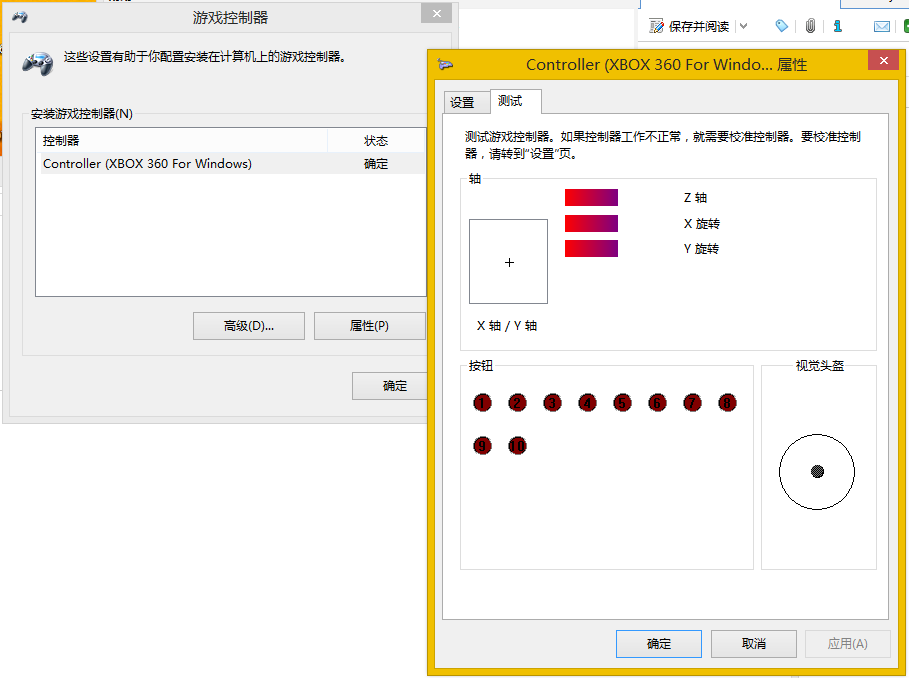 游戏控制器
这些设置有助于你配置安装在计算机上的游戏控制器。
安装游戏控制器(N)
控制器 状态
Controller (XBOX 360 For Windows) 确定
高级(D)... 属性(P)
确定
保存并阅读
Controller (XBOX 360 For Windo... 属性
设置 测试
测试游戏控制器。如果控制器工作不正常，就需要校准控制器。要校准控制
器，请转到"设置"页。
轴
Z 轴
X 旋转
Y 旋转
X 轴 / Y 轴
按钮
1 2 3 4 5 6 7 8
9 10
视觉头盔
确定 取消 应用(A)